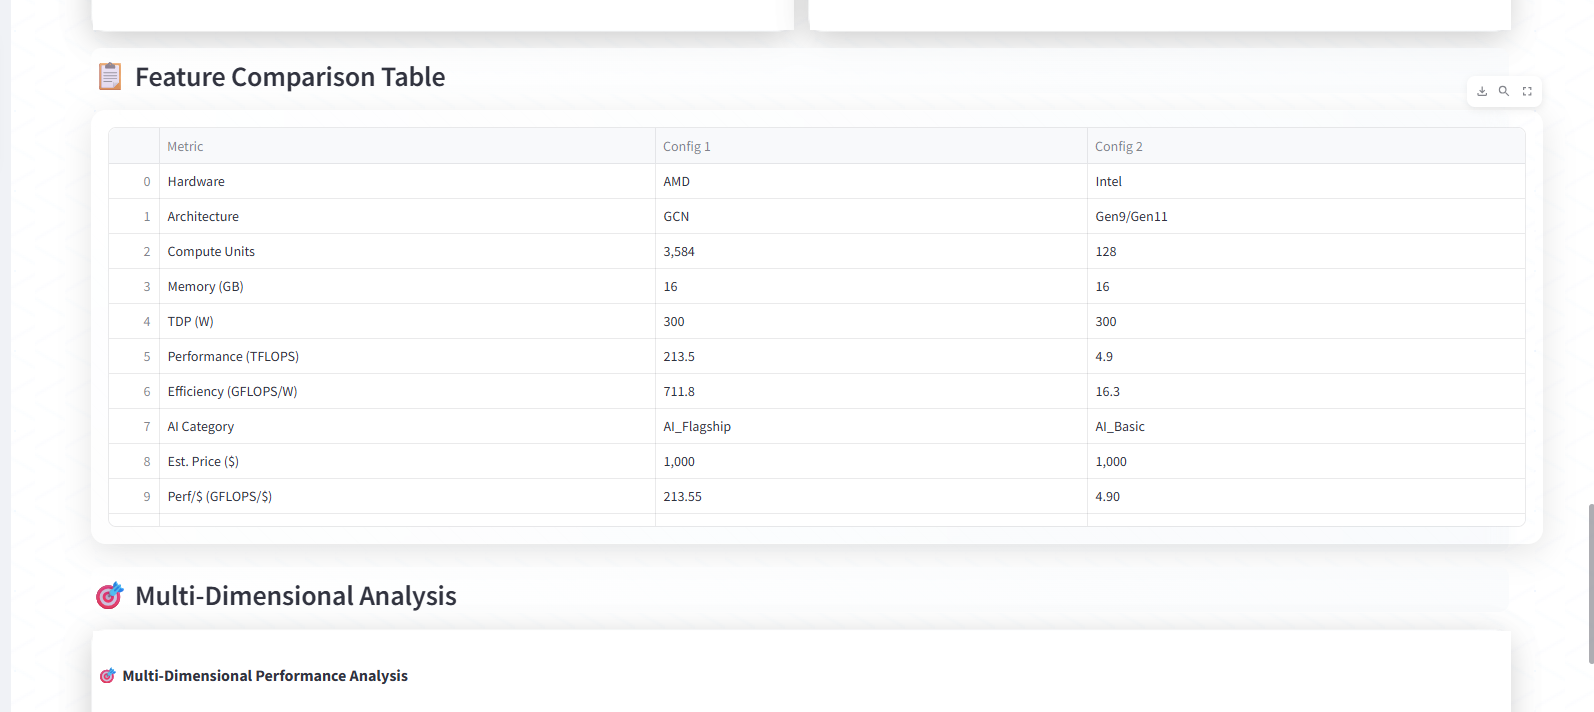 Feature Comparison Table
Metric Config 1 Config 2
0 Hardware AMD Intel
1 Architecture GCN Gen9/Gen11
2 Compute Units 3,584 128
3 Memory (GB) 16 16
4 TDP (W) 300 300
5 Performance (TFLOPS) 213.5 4.9
6 Efficiency (GFLOPS/W) 711.8 16.3
7 AI Category AI_Flagship AI_Basic
8 Est. Price ($) 1,000 1,000
9 Perf/$ (GFLOPS/$) 213.55 4.90
Multi-Dimensional Analysis
Multi-Dimensional Performance Analysis